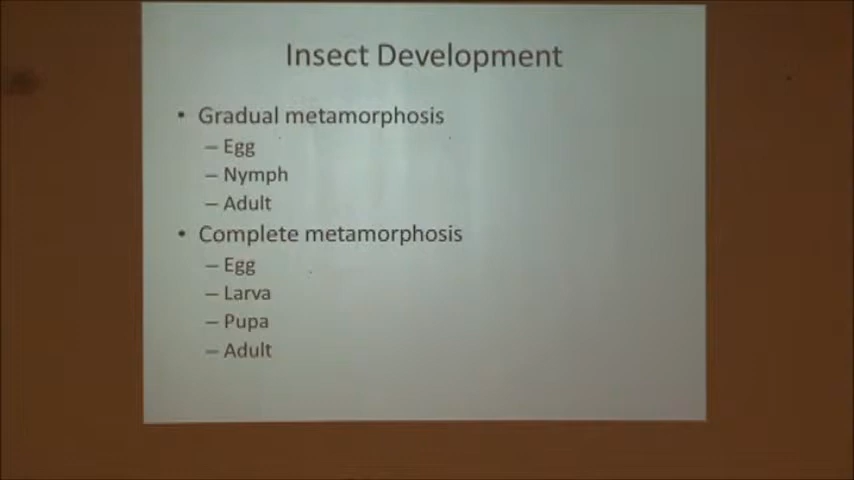 Insect Development
• Gradual metamorphosis
– Egg
– Nymph
– Adult
• Complete metamorphosis
– Egg
– Larva
– Pupa
– Adult